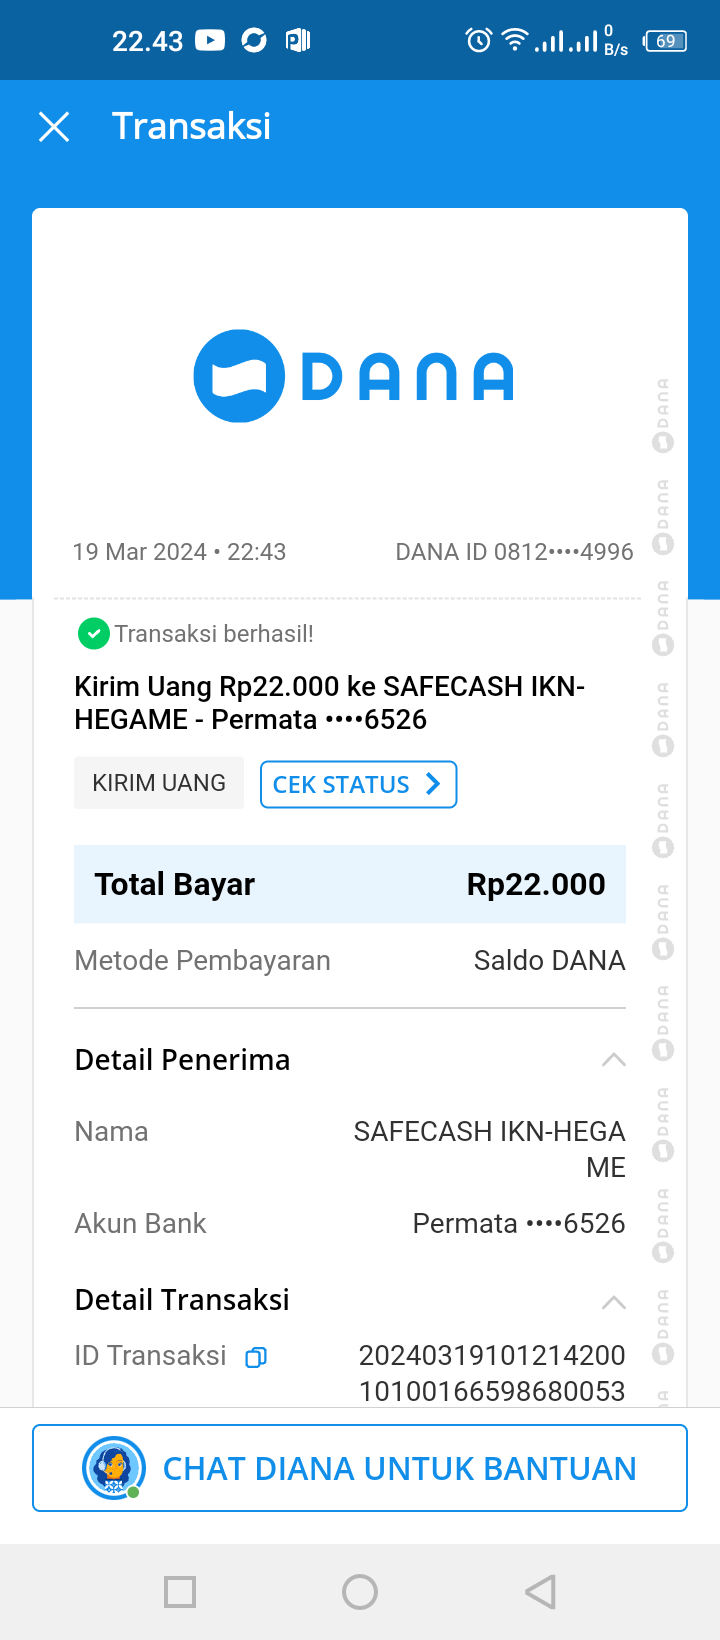 22.43
0
B/s
69
Transaksi
DANA
19 Mar 2024 • 22:43
DANA ID 0812••••4996
Transaksi berhasil!
Kirim Uang Rp22.000 ke SAFECASH IKN-
HEGAME - Permata ••••6526
KIRIM UANG
CEK STATUS
Total Bayar Rp22.000
Metode Pembayaran Saldo DANA
Detail Penerima
Nama SAFECASH IKN-HEGA
ME
Akun Bank Permata ••••6526
Detail Transaksi
ID Transaksi 20240319101214200
10100166598680053
CHAT DIANA UNTUK BANTUAN
DANA
DANA
DANA
DANA
DANA
DANA
DANA
DANA
DANA
DANA